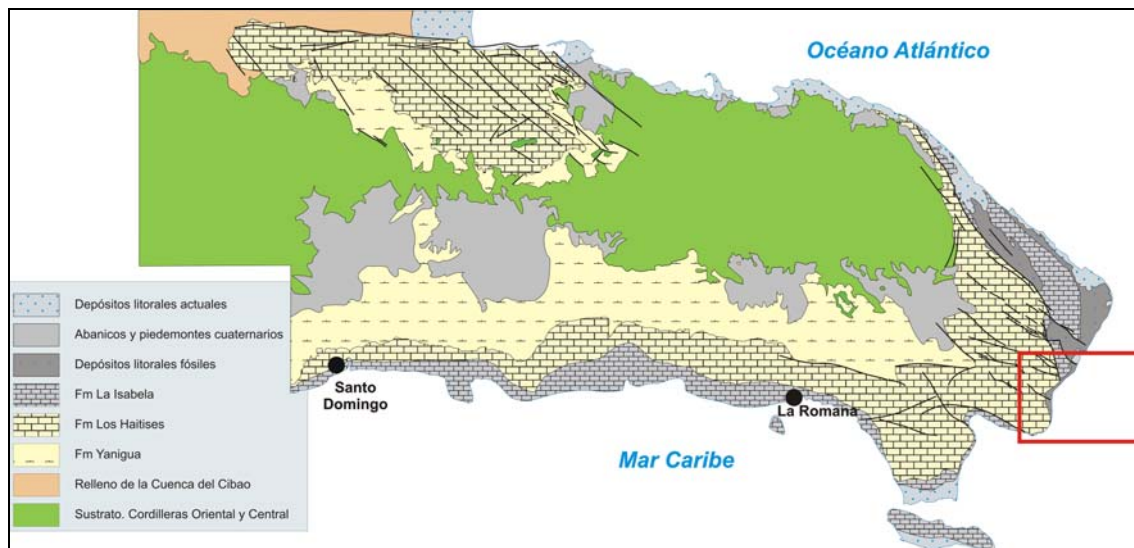 Océano Atlántico
Depósitos litorales actuales
Abanicos y piedemontes cuaternarios
Depósitos litorales fósiles
Fm La Isabela
Fm Los Haitises
Fm Yanigua
Relleno de la Cuenca del Cibao
Sustrato. Cordilleras Oriental y Central
Santo
Domingo
La Romana
Mar Caribe